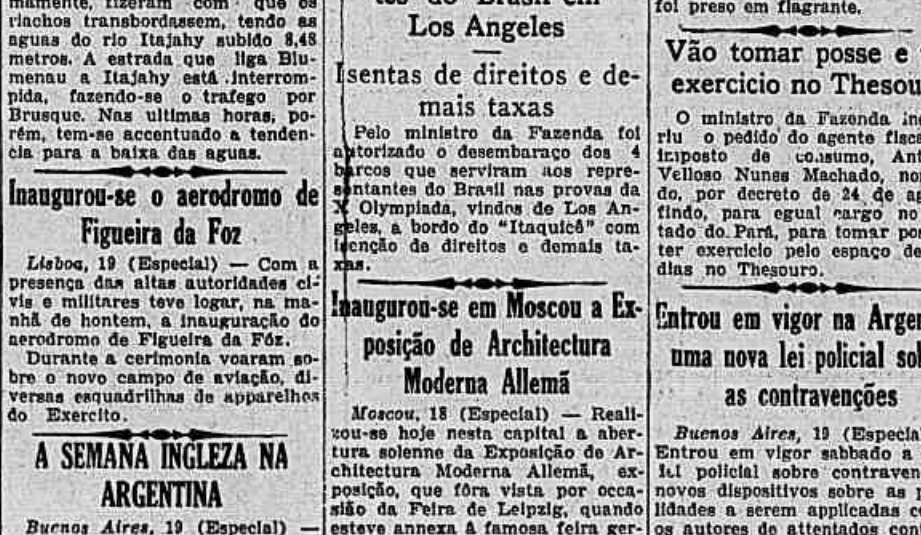 mamente, fizeram com que os
riachos transbordassem, tendo as
aguas do rio Itajahy subido 8,48
metros. A estrada que liga Blu-
menau a Itajahy está interrom-
pida, fazendo-se o trafego por
Brusque. Nas ultimas horas, po-
rém, tem-se accentuado a tenden-
cia para a baixa das aguas.
Inaugurou-se o aerodromo de
Figueira da Foz
Lisboa, 19 (Especial) — Com a
presença das altas autoridades ci-
vis e militares teve logar, na ma-
nhã de hontem, a inauguração do
aerodromo de Figueira da Fóz.
Durante a cerimonia voaram so-
bre o novo campo de aviação, di-
versas esquadrilhas de apparelhos
do Exercito.
A SEMANA INGLEZA NA
ARGENTINA
Buenos Aires, 19 (Especial) —
do Brasil em
Los Angeles
Isentas de direitos e de-
mais taxas
Pelo ministro da Fazenda foi
autorizado o desembaraço dos 4
barcos que serviram aos repre-
sentantes do Brasil nas provas da
X Olympiada, vindos de Los An-
geles, a bordo do "Itaquicê" com
isenção de direitos e demais ta-
xas.
Inaugurou-se em Moscou a Ex-
posição de Architectura
Moderna Allemã
Moscou, 18 (Especial) — Reali-
zou-se hoje nesta capital a aber-
tura solenne da Exposição de Ar-
chitectura Moderna Allemã, ex-
posição, que fôra vista por occa-
sião da Feira de Leipzig, quando
esteve annexa á famosa feira ger-
foi preso em flagrante.
Vão tomar posse e
exercicio no Thesou
O ministro da Fazenda inde
riu o pedido do agente fisca
imposto de consumo, Ant
Velloso Nunes Machado, no
do, por decreto de 24 de a
findo, para egual cargo no
tado do Pará, para tomar po
ter exercicio pelo espaço de
dias no Thesouro.
Entrou em vigor na Argen
uma nova lei policial so
as contravenções
Buenos Aires, 19 (Especial
Entrou em vigor sabbado a
lei policial sobre contraven
novos dispositivos sobre as
lidades a serem applicadas c
os autores de attentados con